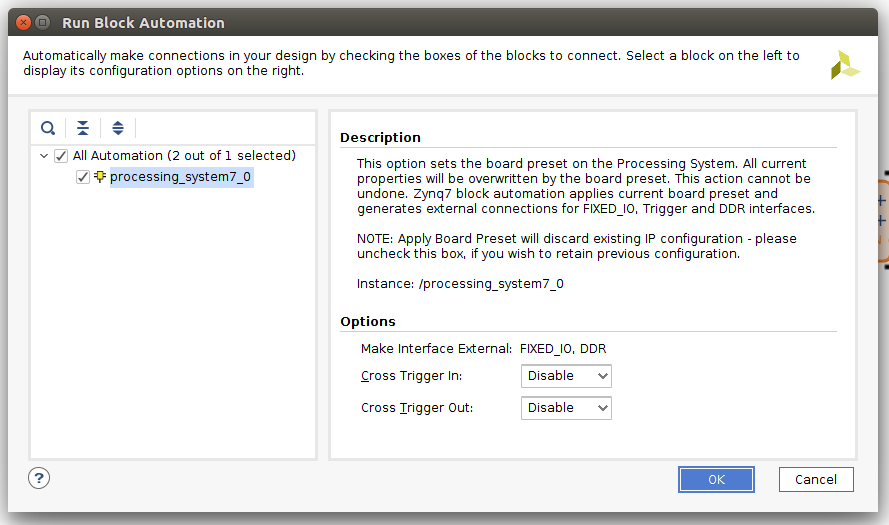 Run Block Automation
Automatically make connections in your design by checking the boxes of the blocks to connect. Select a block on the left to
display its configuration options on the right.
All Automation (2 out of 1 selected)
processing_system7_0
Description
This option sets the board preset on the Processing System. All current
properties will be overwritten by the board preset. This action cannot be
undone. Zynq7 block automation applies current board preset and
generates external connections for FIXED_IO, Trigger and DDR interfaces.
NOTE: Apply Board Preset will discard existing IP configuration - please
uncheck this box, if you wish to retain previous configuration.
Instance: /processing_system7_0
Options
Make Interface External: FIXED_IO, DDR
Cross Trigger In: Disable
Cross Trigger Out: Disable
?
OK
Cancel